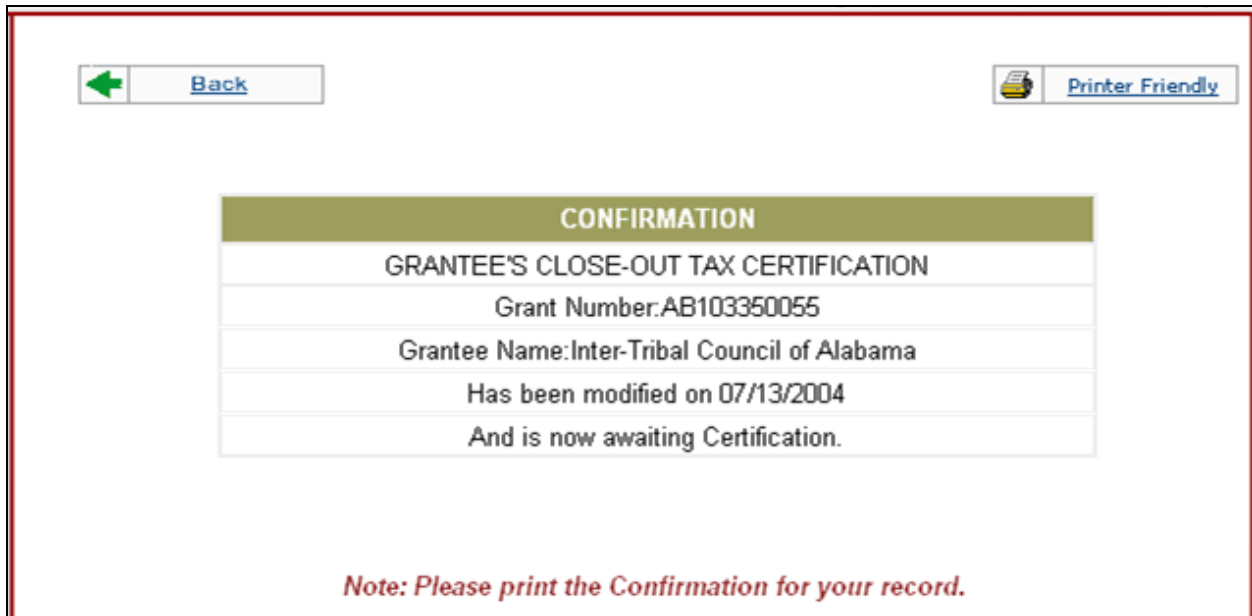 Back
Printer Friendly
CONFIRMATION
GRANTEE'S CLOSE-OUT TAX CERTIFICATION
Grant Number:AB103350055
Grantee Name:Inter-Tribal Council of Alabama
Has been modified on 07/13/2004
And is now awaiting Certification.
Note: Please print the Confirmation for your record.